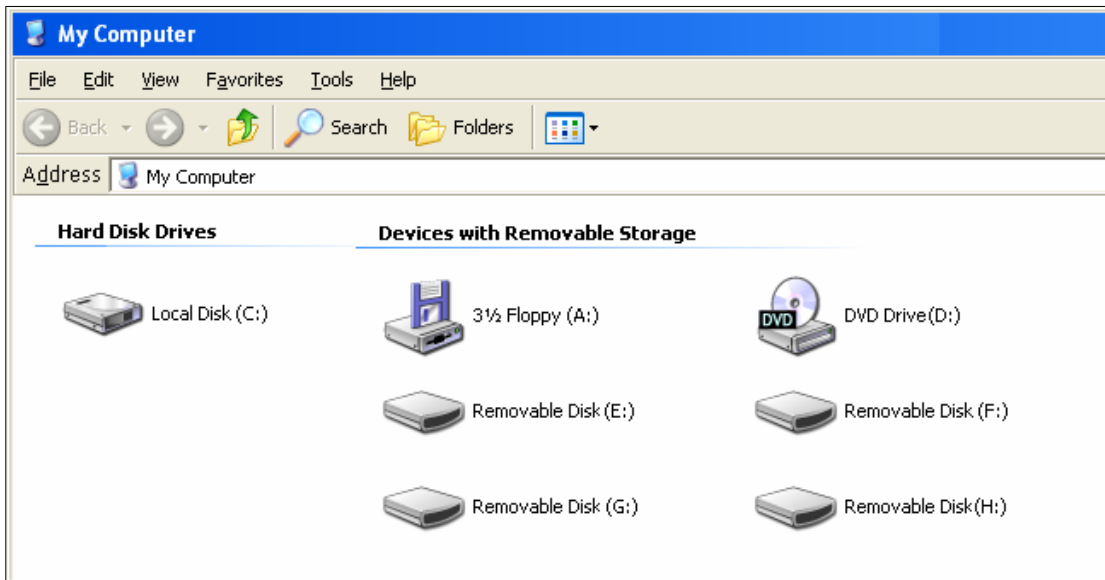 My Computer
File Edit View Favorites Tools Help
Back Search Folders
Address My Computer
Hard Disk Drives Devices with Removable Storage
Local Disk (C:) 3½ Floppy (A:) DVD DVD Drive(D:)
Removable Disk (E:) Removable Disk (F:)
Removable Disk (G:) Removable Disk(H:)